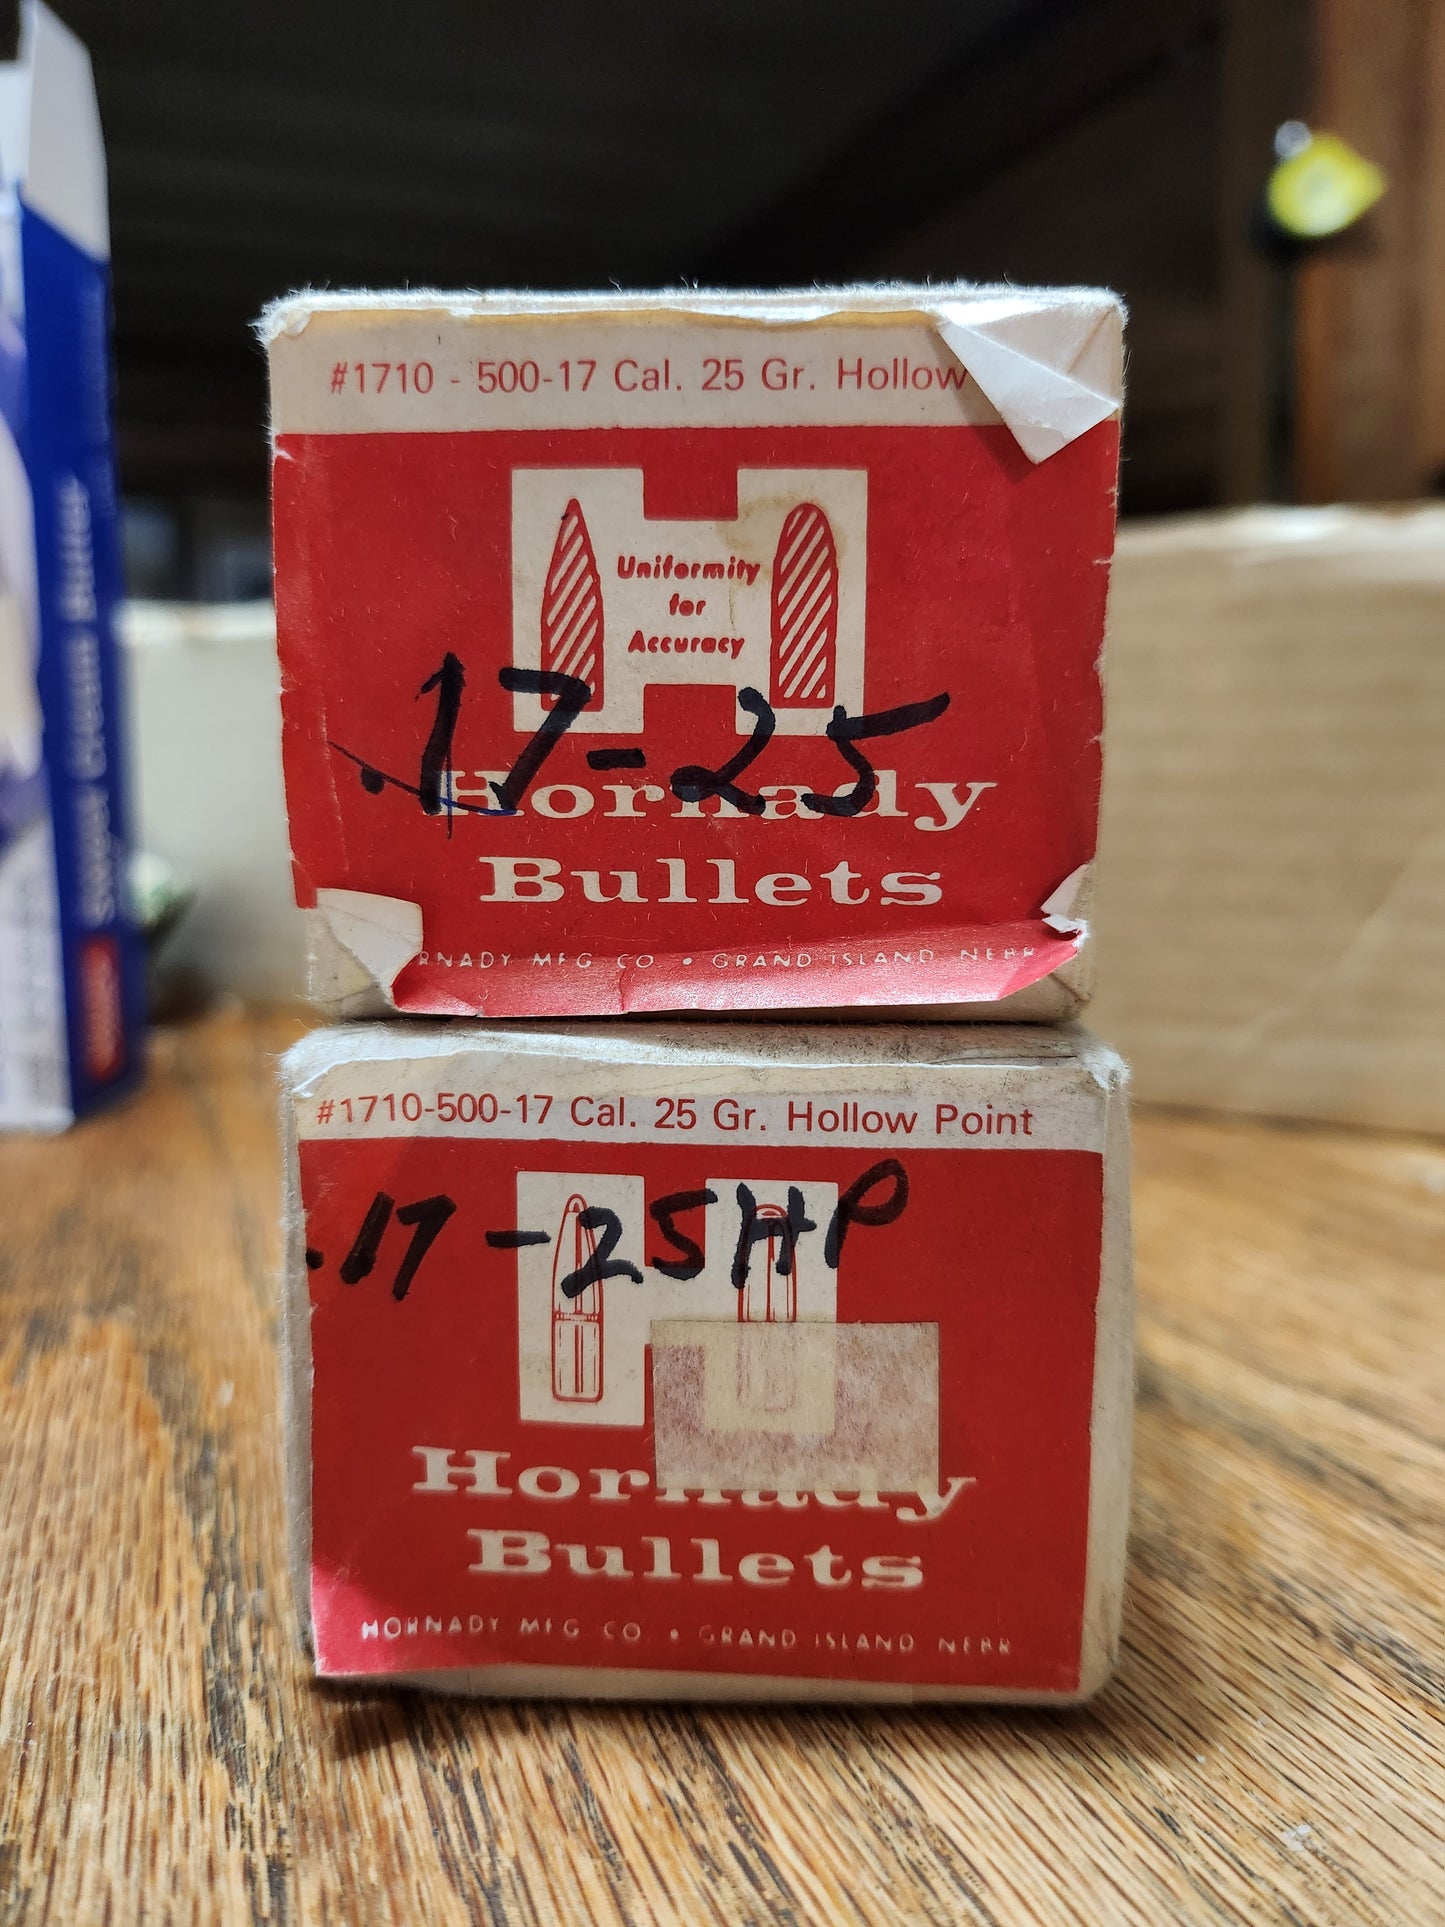 #1710 - 500-17 Cal. 25 Gr. Hollow
Uniformity
for
Accuracy
.17-25
Hornady
Bullets
RNADY MFG CO • GRAND ISLAND NEBR
#1710-500-17 Cal. 25 Gr. Hollow Point
.17-25HP
Hornady
Bullets
HORNADY MFG CO. • GRAND ISLAND NEBR